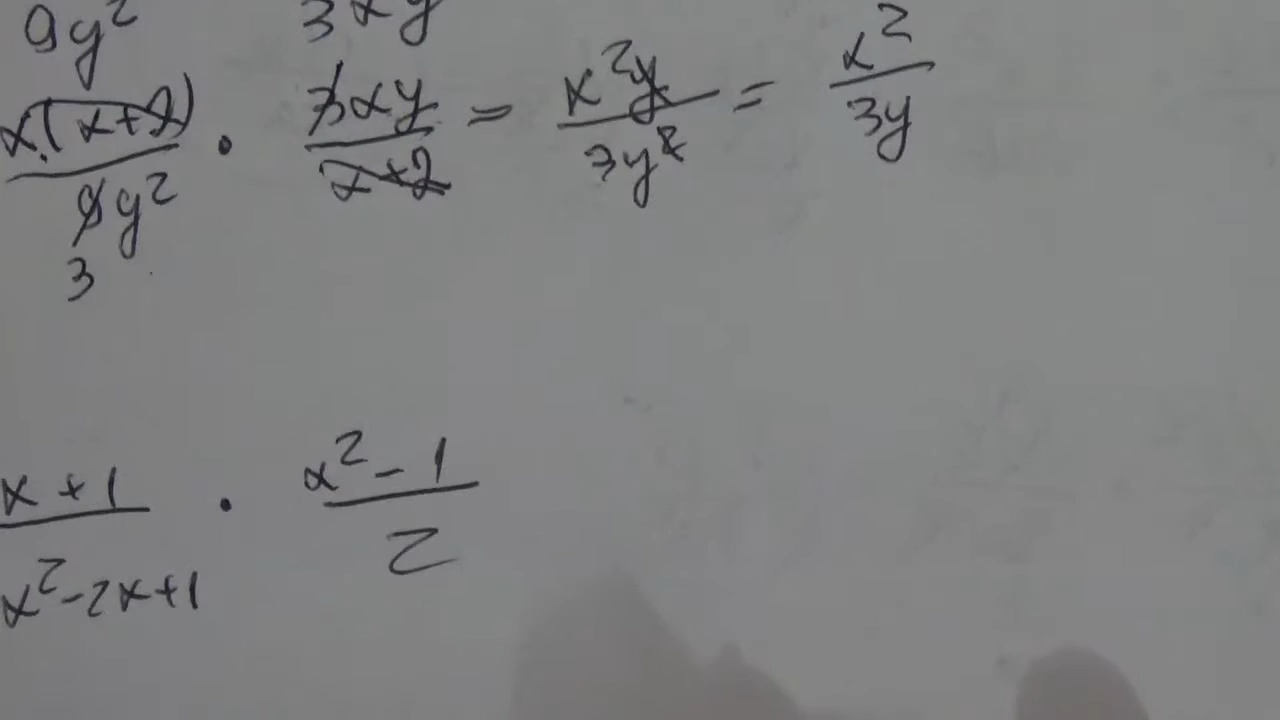 9y² 3xy
x(x+2)/9y² · 3xy/x+2 = x²y/3y² = x²/3y
3
x+1/x²-2x+1 · x²-1/2